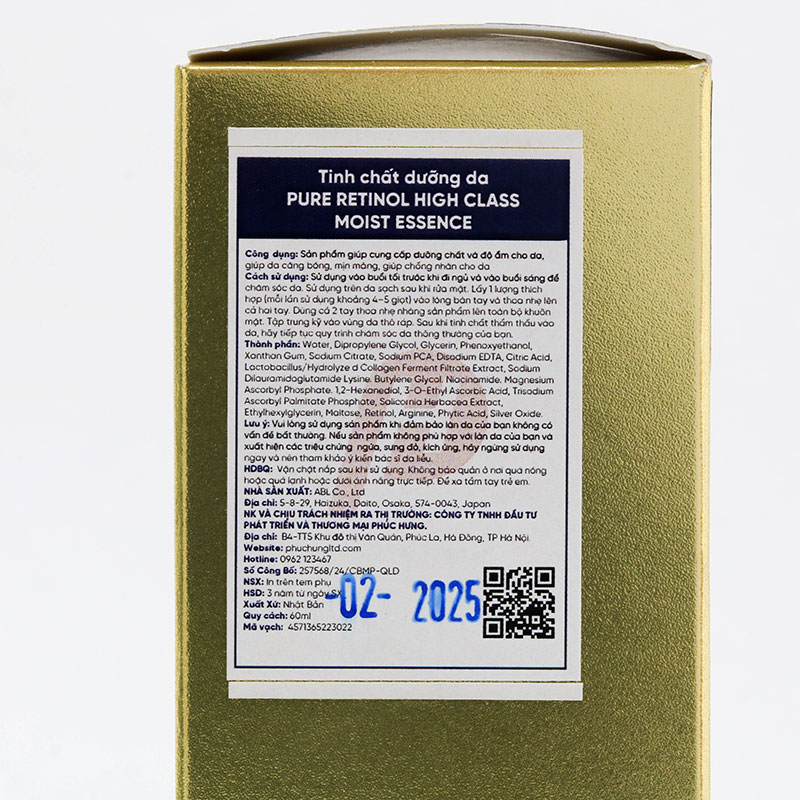 Tinh chất dưỡng da
PURE RETINOL HIGH CLASS
MOIST ESSENCE
Công dụng: Sản phẩm giúp cung cấp dưỡng chất và độ ẩm cho da,
giúp da căng bóng, mịn màng, giúp chống nhăn cho da
Cách sử dụng: Sử dụng vào buổi tối trước khi đi ngủ và vào buổi sáng để
chăm sóc da. Sử dụng trên da sạch sau khi rửa mặt. Lấy 1 lượng thích
hợp (mỗi lần sử dụng khoảng 4-5 giọt) vào lòng bàn tay và thoa nhẹ lên
cả hai tay. Dùng cả 2 tay thoa nhẹ nhàng sản phẩm lên toàn bộ khuôn
mặt. Tập trung kỹ vào vùng da thô ráp. Sau khi tinh chất thẩm thấu vào
da, hãy tiếp tục quy trình chăm sóc da thông thường của bạn.
Thành phần: Water, Dipropylene Glycol, Glycerin, Phenoxyethanol,
Xanthan Gum, Sodium Citrate, Sodium PCA, Disodium EDTA, Citric Acid,
Lactobacillus/Hydrolyze d Collagen Ferment Filtrate Extract, Sodium
Dilauramidoglutamide Lysine. Butylene Glycol, Niacinamide. Magnesium
Ascorbyl Phosphate. 1,2-Hexanedial, 3-O-Ethyl Ascorbic Acid, Trisodium
Ascorbyl Palmitate Phosphate, Salicornia Herbacea Extract,
Ethylhexylglycerin, Maltose, Retinol, Arginine, Phytic Acid, Silver Oxide.
Lưu ý: Vui lòng sử dụng sản phẩm khi đảm bảo làn da của bạn không có
vấn đề bất thường. Nếu sản phẩm không phù hợp với làn da của bạn và
xuất hiện các triệu chứng ngứa, sưng đỏ, kích ứng, hãy ngừng sử dụng
ngay và nên tham khảo ý kiến bác sĩ da liễu.
HDBQ: Vặn chặt nắp sau khi sử dụng. Không bảo quản ở nơi quá nóng
hoặc quá lạnh hoặc dưới ánh nắng trực tiếp. Để xa tầm tay trẻ em.
NHÀ SẢN XUẤT: ABL Co., Ltd
Địa chỉ: 5-8-29, Haizuka, Daito, Osaka, 574-0043, Japan
NK VÀ CHỊU TRÁCH NHIỆM RA THỊ TRƯỜNG: CÔNG TY TNHH ĐẦU TƯ
PHÁT TRIỂN VÀ THƯƠNG MẠI PHÚC HƯNG.
Địa chỉ: B4-TT5 Khu đô thị Văn Quán, Phúc La, Hà Đông, TP Hà Nội
Website: phuchungltd.com
Hotline: 0962 123467
Số Công Bố: 257568/24/CBMP-QLD
NSX: In trên tem phụ
HSD: 3 năm từ ngày SX
-02- 2025
Xuất Xứ: Nhật Bản
Quy cách: 60ml
Mã vạch: 4571365223022